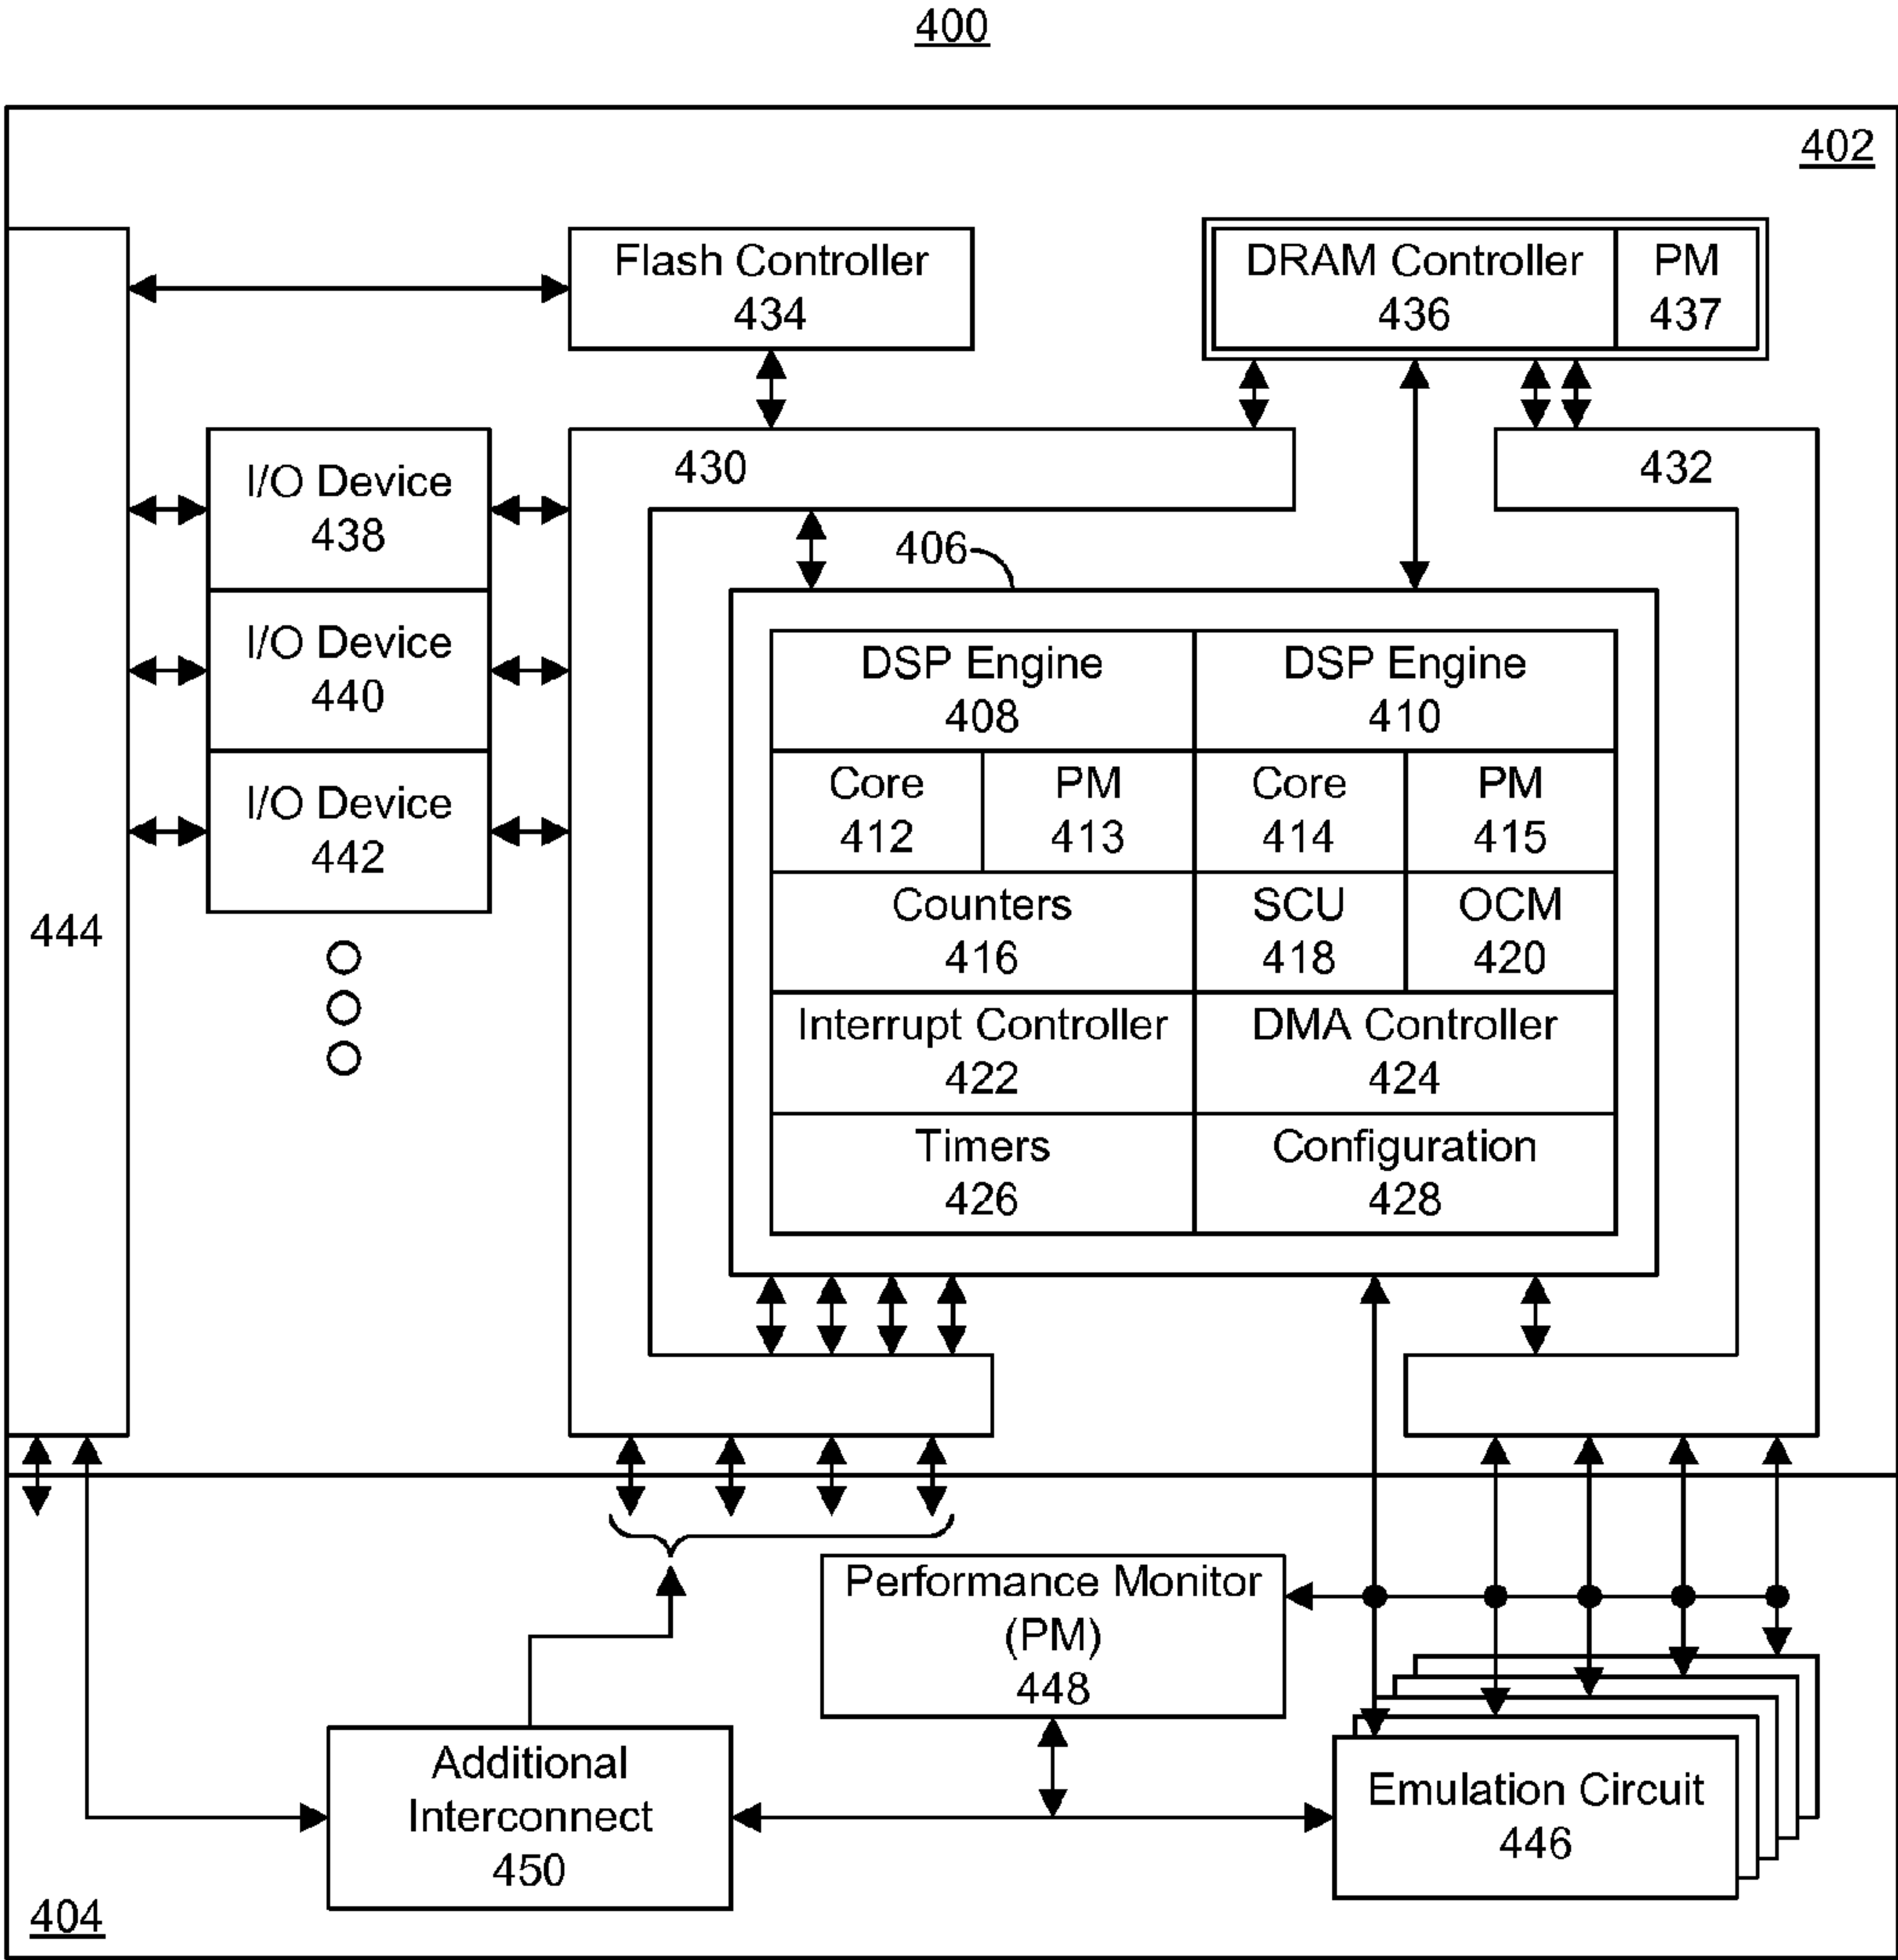 400
402
Flash Controller
434
DRAM Controller
436
PM
437
430
432
I/O Device
438
I/O Device
440
I/O Device
442
444
406
DSP Engine
408
DSP Engine
410
Core
412
PM
413
Core
414
PM
415
Counters
416
SCU
418
OCM
420
Interrupt Controller
422
DMA Controller
424
Timers
426
Configuration
428
Performance Monitor
(PM)
448
Additional
Interconnect
450
Emulation Circuit
446
404